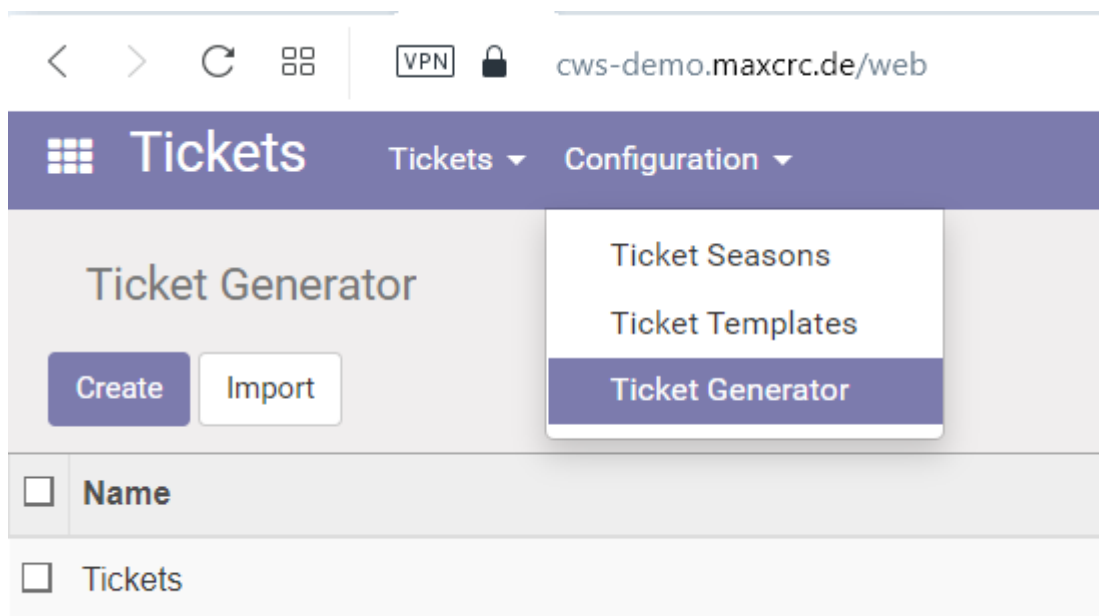 VPN cws-demo.maxcrc.de/web
Tickets Tickets Configuration
Ticket Seasons
Ticket Generator
Ticket Templates
Create Import
Ticket Generator
Name
Tickets